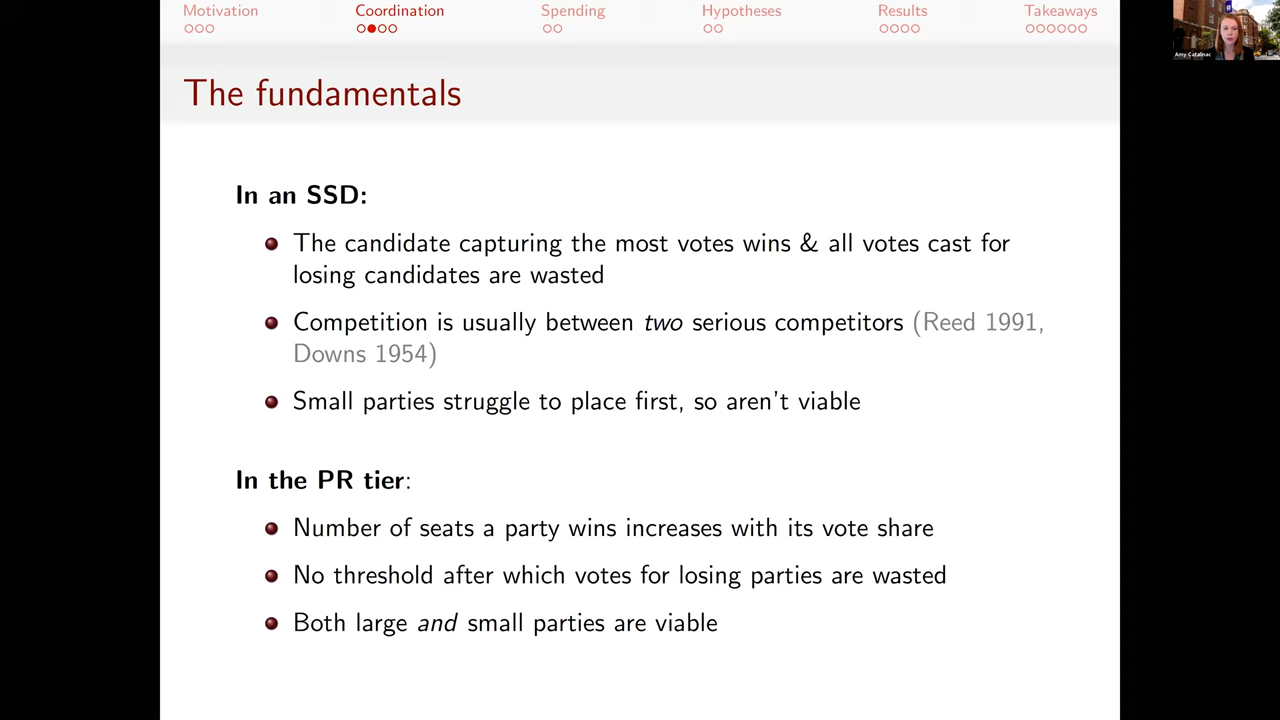 Motivation Coordination Spending Hypotheses Results Takeaways
Amy Catalinac
The fundamentals
In an SSD:
The candidate capturing the most votes wins & all votes cast for
losing candidates are wasted
Competition is usually between two serious competitors (Reed 1991,
Downs 1954)
Small parties struggle to place first, so aren't viable
In the PR tier:
Number of seats a party wins increases with its vote share
No threshold after which votes for losing parties are wasted
Both large and small parties are viable